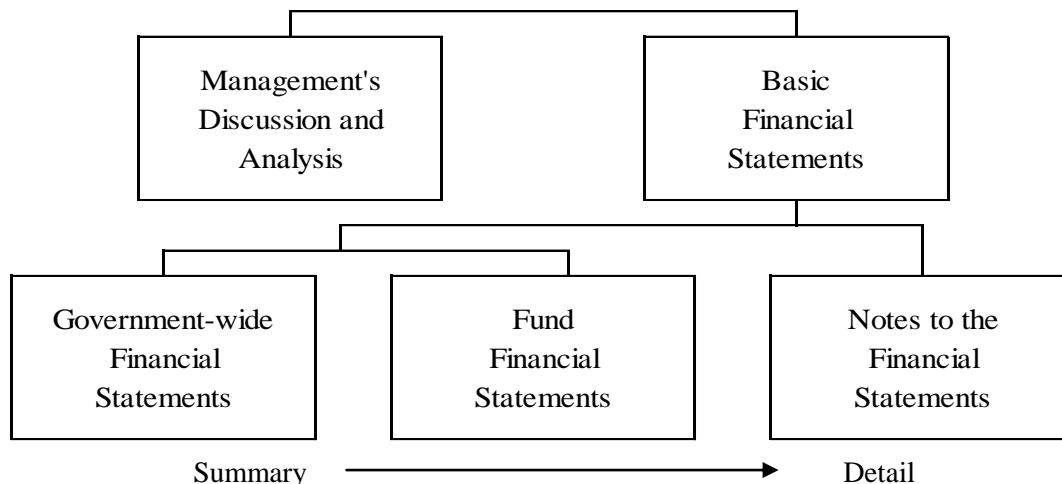 Management's
Discussion and
Analysis
Basic
Financial
Statements
Government-wide
Financial
Statements
Fund
Financial
Statements
Notes to the
Financial
Statements
Summary
Detail